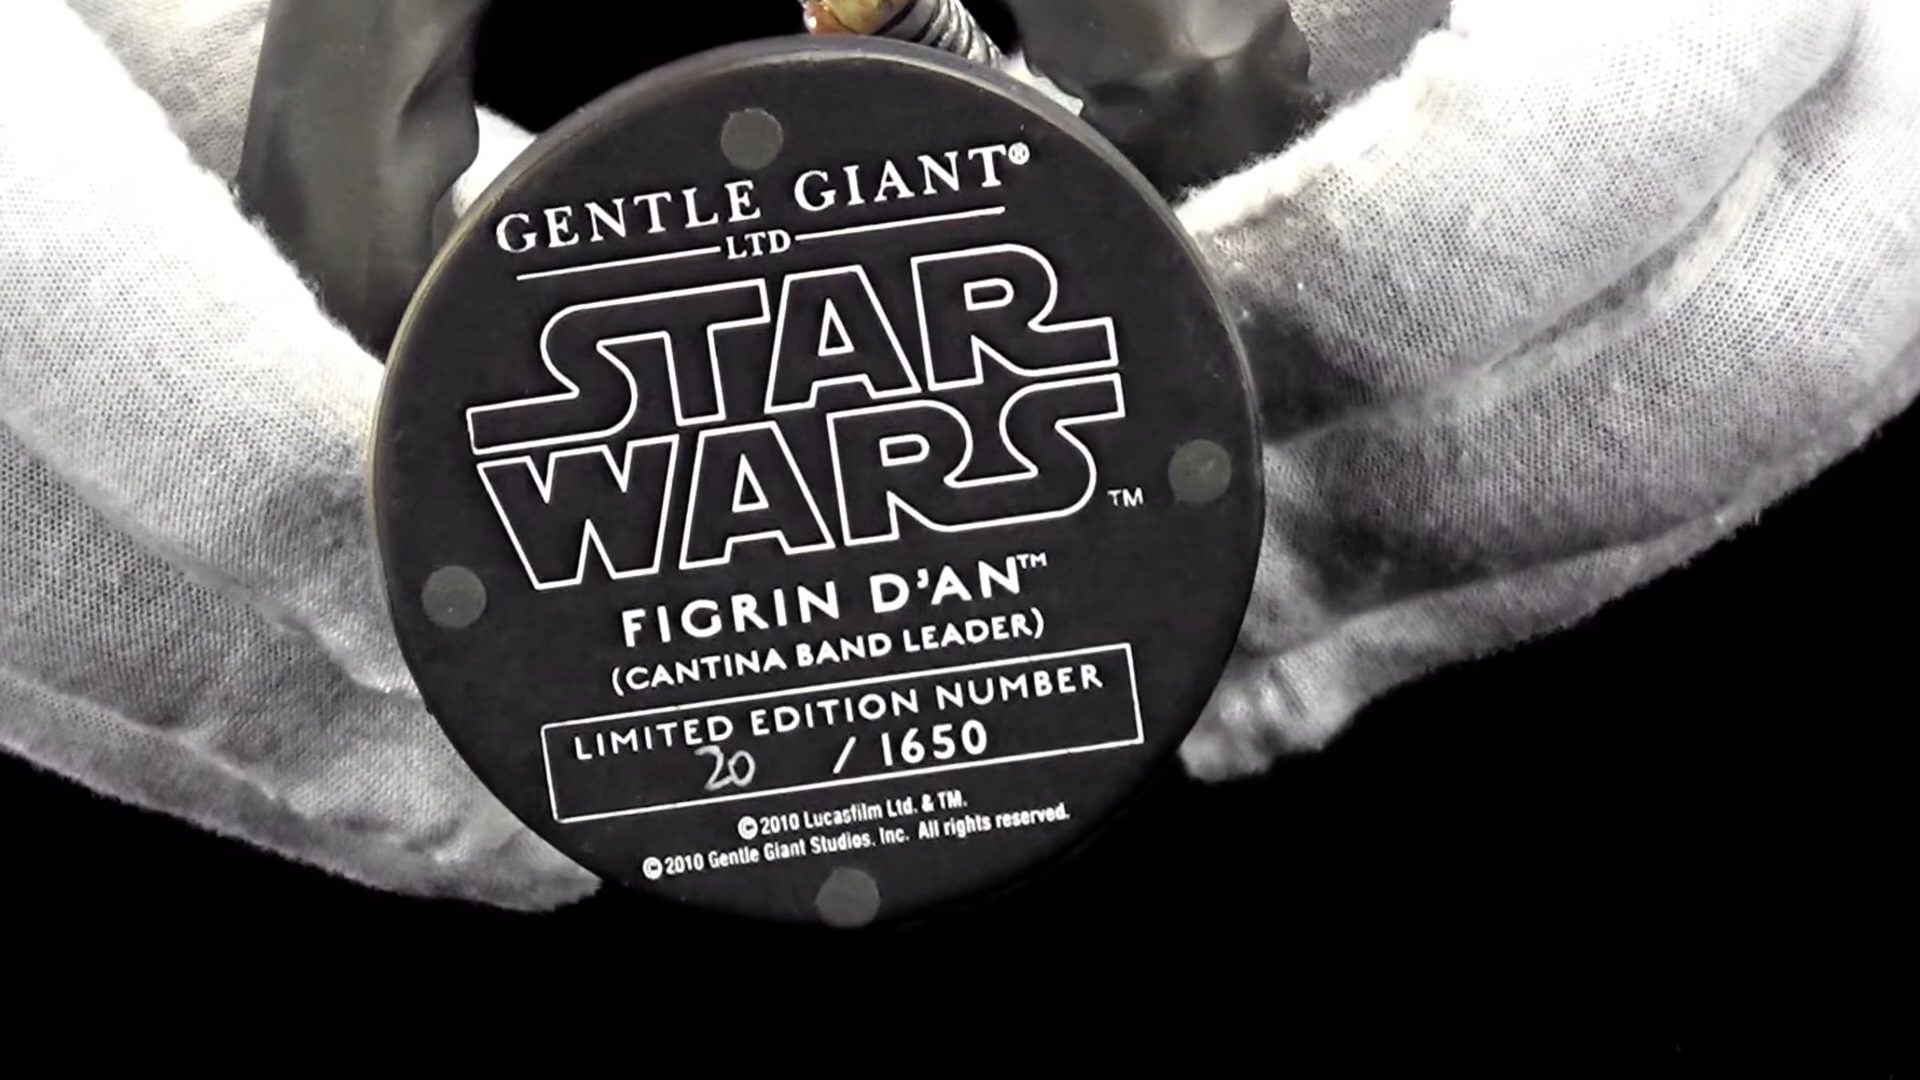 GENTLE GIANT®
LTD
STAR
WARS ™
FIGRIN D'AN™
(CANTINA BAND LEADER)
LIMITED EDITION NUMBER
20 / 1650
©2010 Lucasfilm Ltd. & TM.
©2010 Gentle Giant Studios, Inc. All rights reserved.